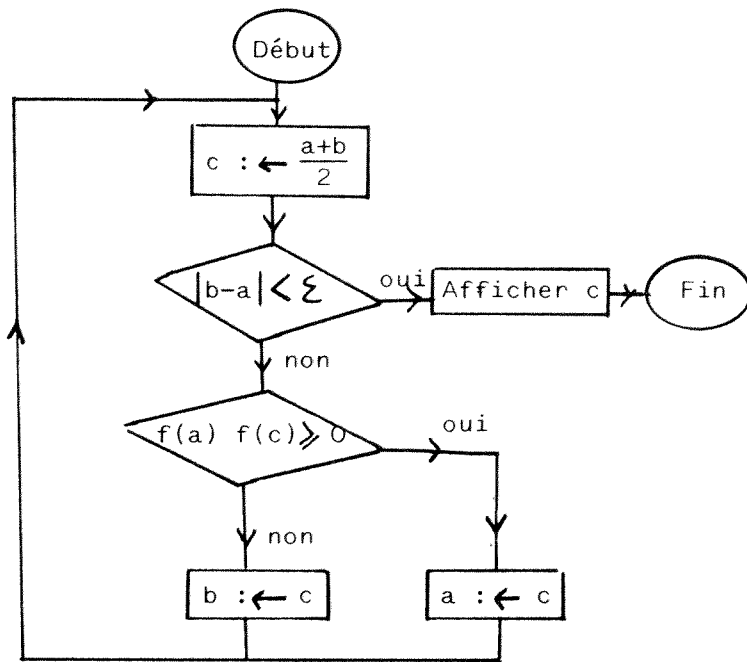 Début
c :← a+b/2
|b-a| < ε
oui
Afficher c
Fin
non
f(a) f(c) ⩾ 0
oui
non
b :← c
a :← c